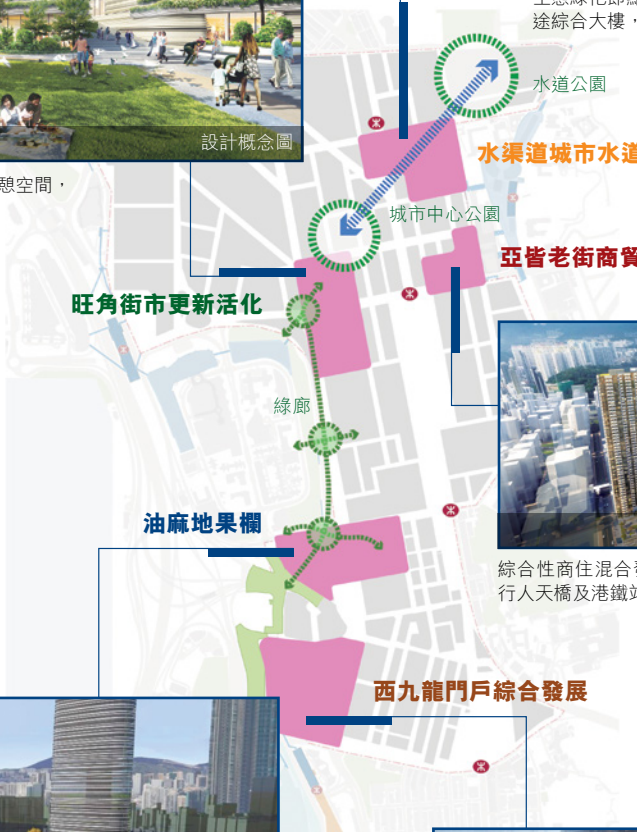 途綜合大樓，
水道公園
設計概念圖
水渠道城市水道
憩空間，
城市中心公園
亞皆老街商貿
旺角街市更新活化
綠廊
油麻地果欄
綜合性商住混合發
行人天橋及港鐵站
西九龍門戶綜合發展